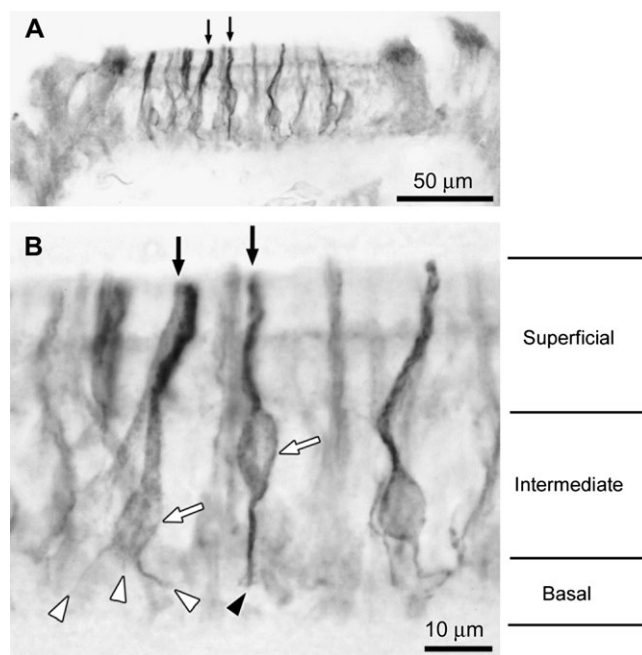 A
50 μm
B
Superficial
Intermediate
Basal
10 μm